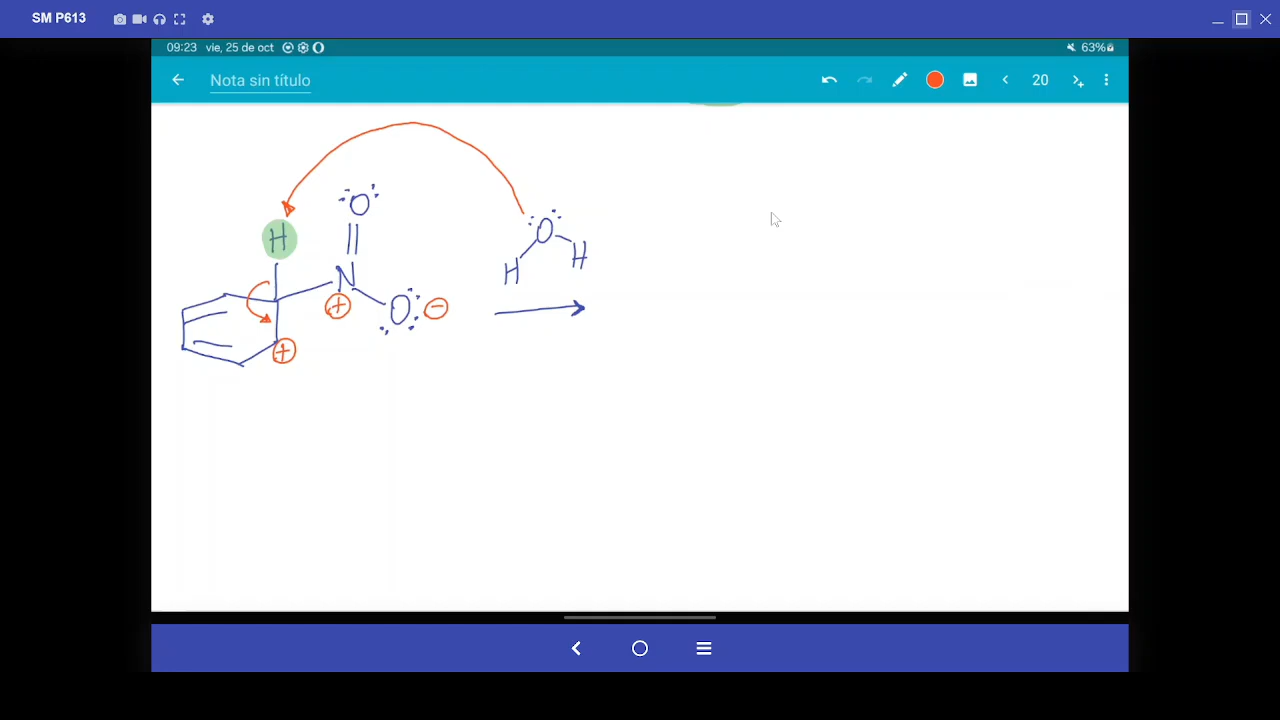 SM P613
09:23 vie, 25 de oct 63%
Nota sin título 20
O
H O
N H H
+ O −
+